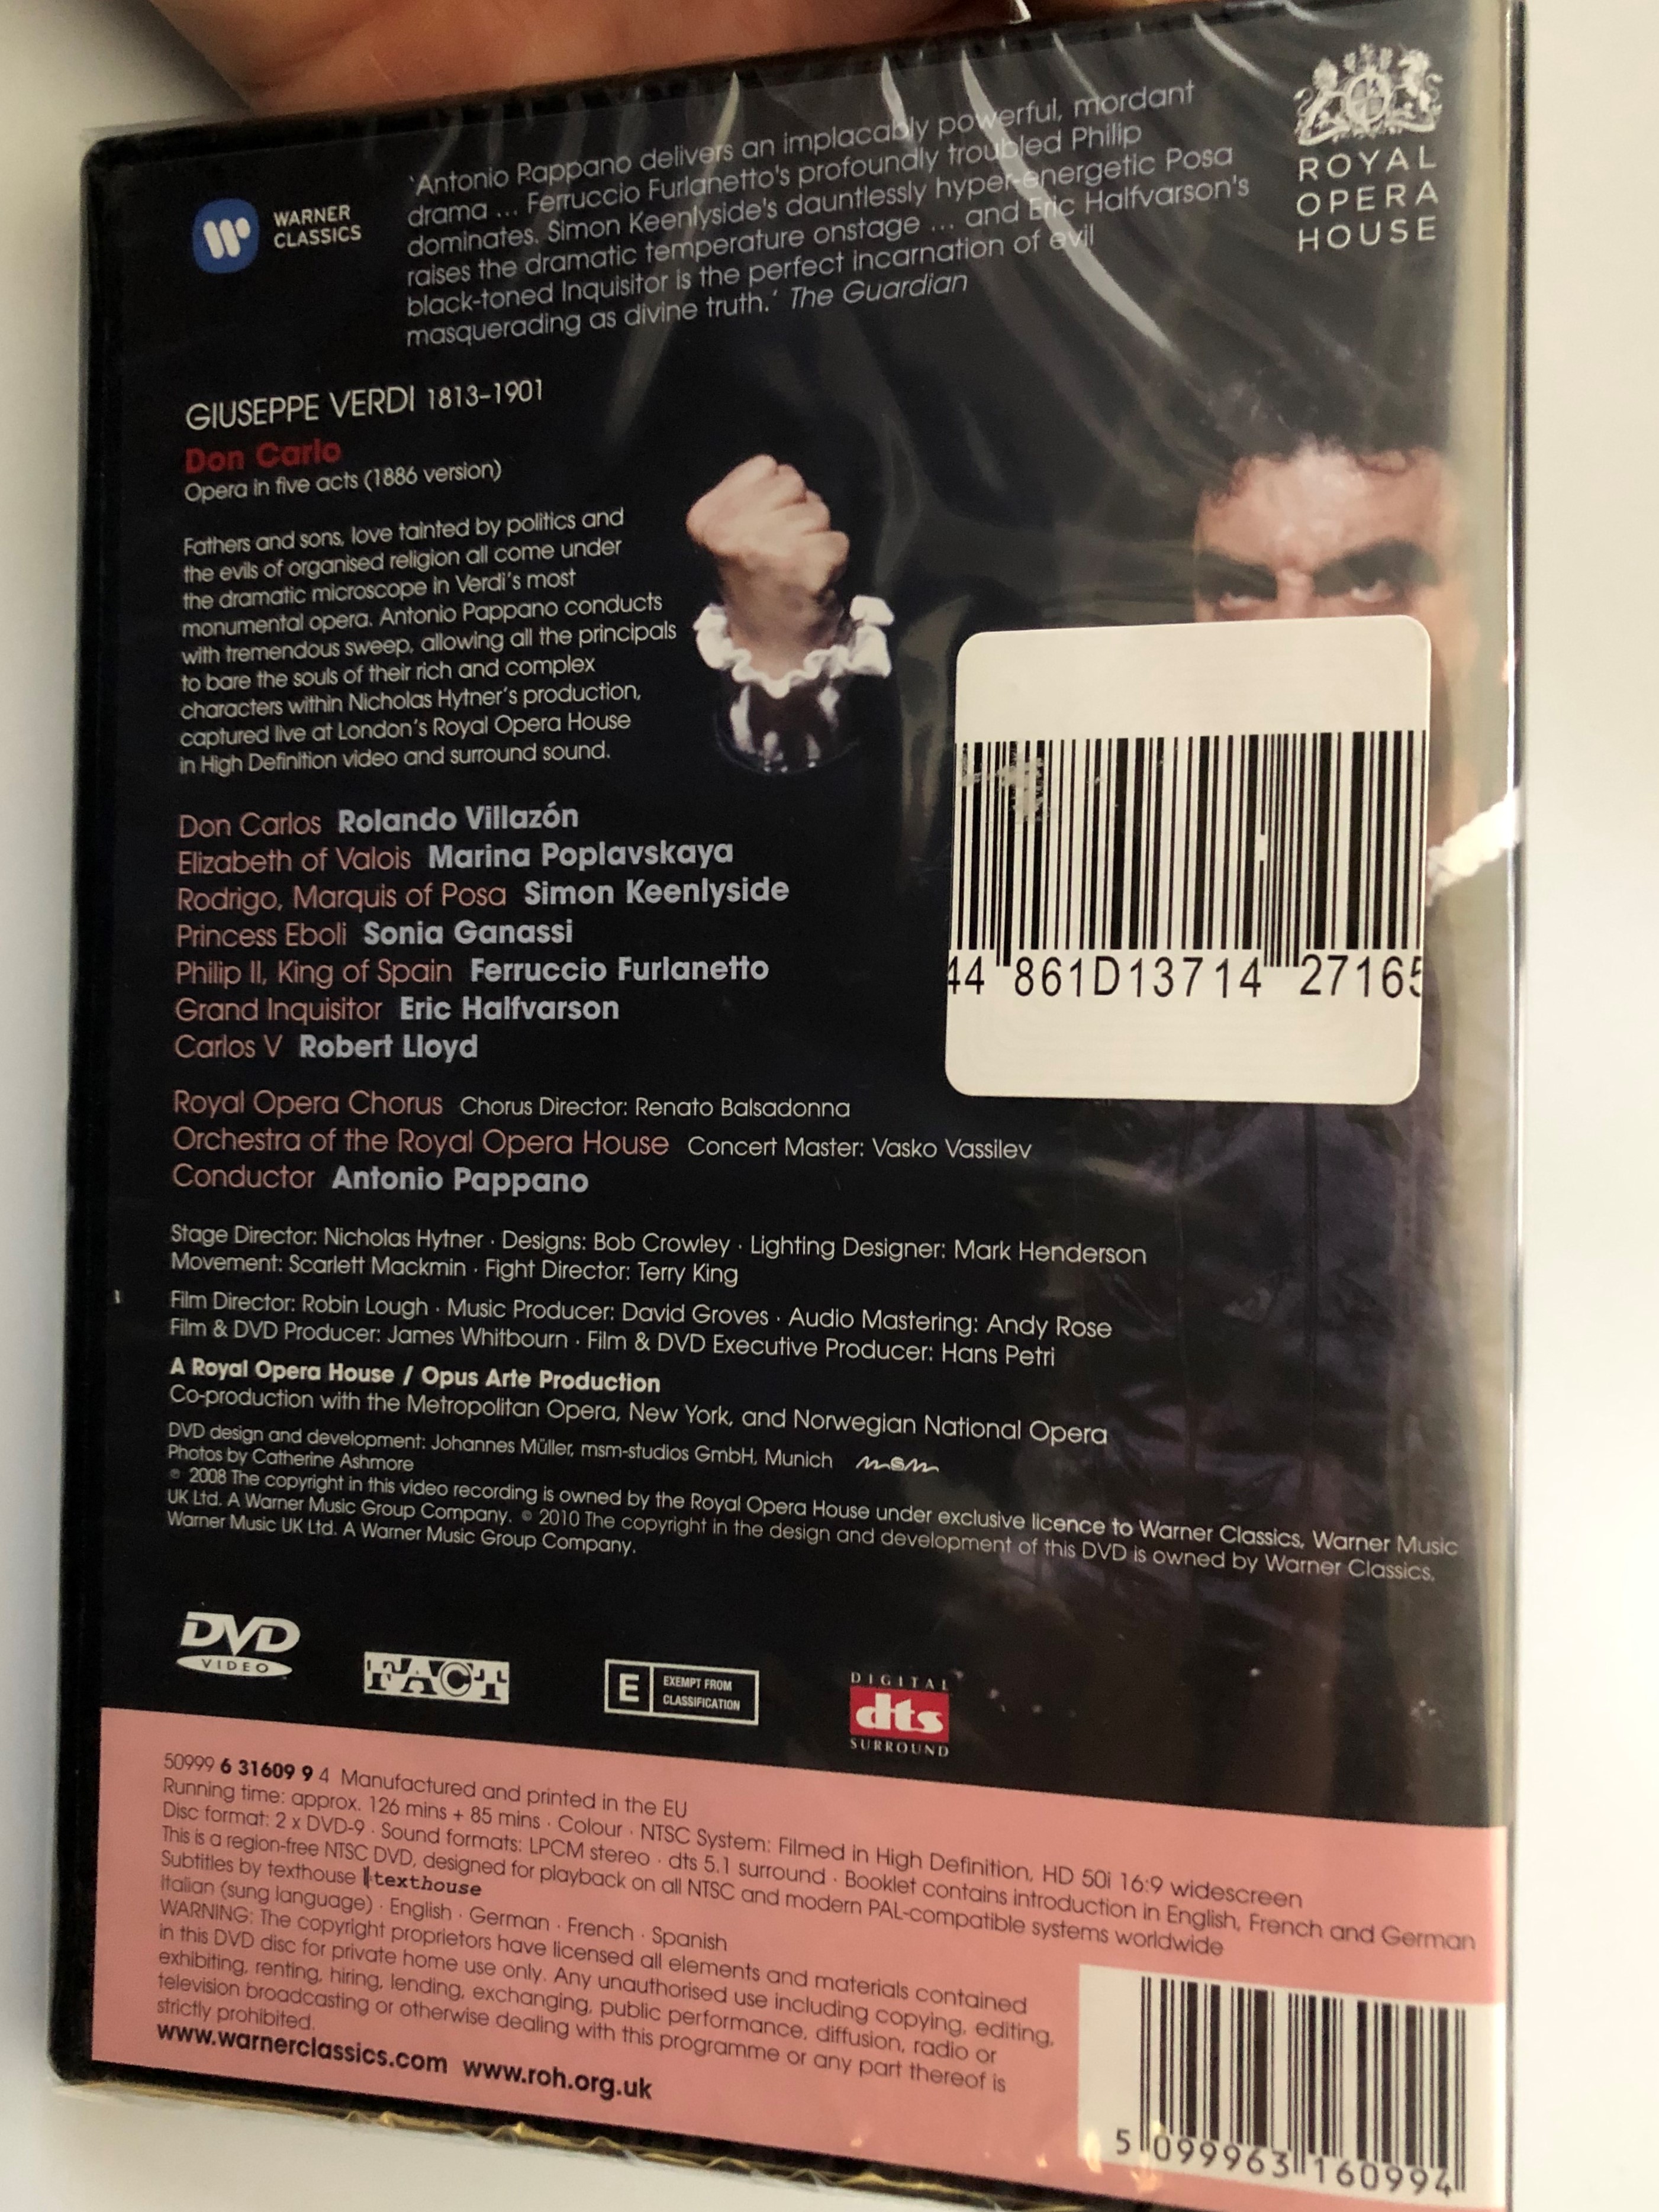 WARNER
CLASSICS
'Antonio Pappano delivers an implacably powerful, mordant
drama ... Ferruccio Furlanetto's profoundly troubled Philip
dominates. Simon Keenlyside's dauntlessly hyper-energetic Posa
raises the dramatic temperature onstage ... and Eric Halfvarson's
black-toned Inquisitor is the perfect incarnation of evil
masquerading as divine truth.' The Guardian
ROYAL
OPERA
HOUSE
GIUSEPPE VERDI 1813–1901
Don Carlo
Opera in five acts (1886 version)
Fathers and sons, love tainted by politics and
the evils of organised religion all come under
the dramatic microscope in Verdi's most
monumental opera. Antonio Pappano conducts
with tremendous sweep, allowing all the principals
to bare the souls of their rich and complex
characters within Nicholas Hytner's production,
captured live at London's Royal Opera House
in High Definition video and surround sound.
Don Carlos Rolando Villazón
Elizabeth of Valois Marina Poplavskaya
Rodrigo, Marquis of Posa Simon Keenlyside
Princess Eboli Sonia Ganassi
Philip II, King of Spain Ferruccio Furlanetto
Grand Inquisitor Eric Halfvarson
Carlos V Robert Lloyd
44 861D13714 27165
Royal Opera Chorus Chorus Director: Renato Balsadonna
Orchestra of the Royal Opera House Concert Master: Vasko Vassilev
Conductor Antonio Pappano
Stage Director: Nicholas Hytner · Designs: Bob Crowley · Lighting Designer: Mark Henderson
Movement: Scarlett Mackmin · Fight Director: Terry King
Film Director: Robin Lough · Music Producer: David Groves · Audio Mastering: Andy Rose
Film & DVD Producer: James Whitbourn · Film & DVD Executive Producer: Hans Petri
A Royal Opera House / Opus Arte Production
Co-production with the Metropolitan Opera, New York, and Norwegian National Opera
DVD design and development: Johannes Müller, msm-studios GmbH, Munich msm
Photos by Catherine Ashmore
℗ 2008 The copyright in this video recording is owned by the Royal Opera House under exclusive licence to Warner Classics, Warner Music
UK Ltd. A Warner Music Group Company. © 2010 The copyright in the design and development of this DVD is owned by Warner Classics,
Warner Music UK Ltd. A Warner Music Group Company.
DVD
VIDEO
FACT
E EXEMPT FROM
CLASSIFICATION
DIGITAL
dts
SURROUND
50999 6 31609 9 4 Manufactured and printed in the EU
Running time: approx. 126 mins + 85 mins · Colour · NTSC System: Filmed in High Definition, HD 50i 16:9 widescreen
Disc format: 2 x DVD-9 · Sound formats: LPCM stereo · dts 5.1 surround · Booklet contains introduction in English, French and German
This is a region-free NTSC DVD, designed for playback on all NTSC and modern PAL-compatible systems worldwide
Subtitles by texthouse texthouse
Italian (sung language) · English · German · French · Spanish
WARNING: The copyright proprietors have licensed all elements and materials contained
in this DVD disc for private home use only. Any unauthorised use including copying, editing,
exhibiting, renting, hiring, lending, exchanging, public performance, diffusion, radio or
television broadcasting or otherwise dealing with this programme or any part thereof is
strictly prohibited.
www.warnerclassics.com www.roh.org.uk
5 099963 160994